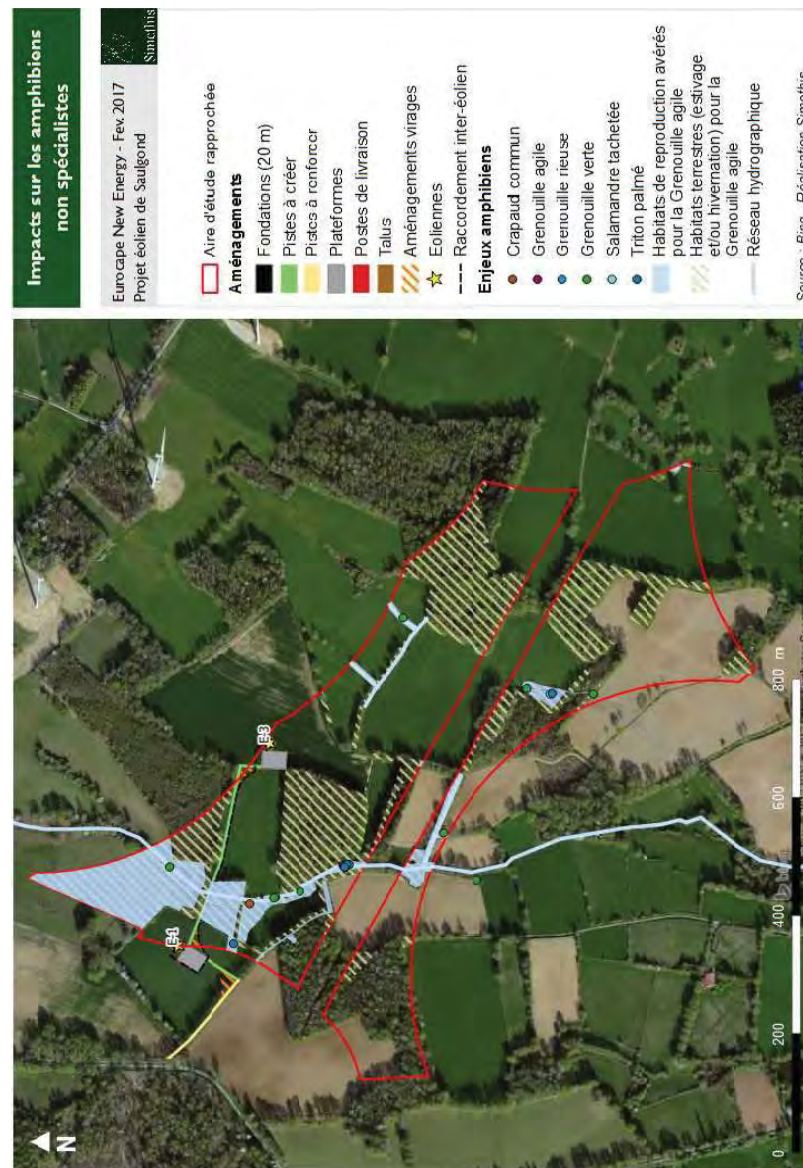 Impacts sur les amphibiens
non spécialistes
Eurocape New Energy - Fev. 2017
Projet éolien de Saulgond
Simethis
Aire d'étude rapprochée
Aménagements
Fondations (20 m)
Pistes à créer
Pistes à renforcer
Plateformes
Postes de livraison
Talus
Aménagements virages
Eoliennes
Raccordement inter-éolien
Enjeux amphibiens
Crapaud commun
Grenouille agile
Grenouille rieuse
Grenouille verte
Salamandre tachetée
Triton palmé
Habitats de reproduction avérés
pour la Grenouille agile
Habitats terrestres (estivage
et/ou hivernation) pour la
Grenouille agile
Réseau hydrographique
Source : Bing - Réalisation Simethis
N
E1
E3
0 200 400 600 800 m